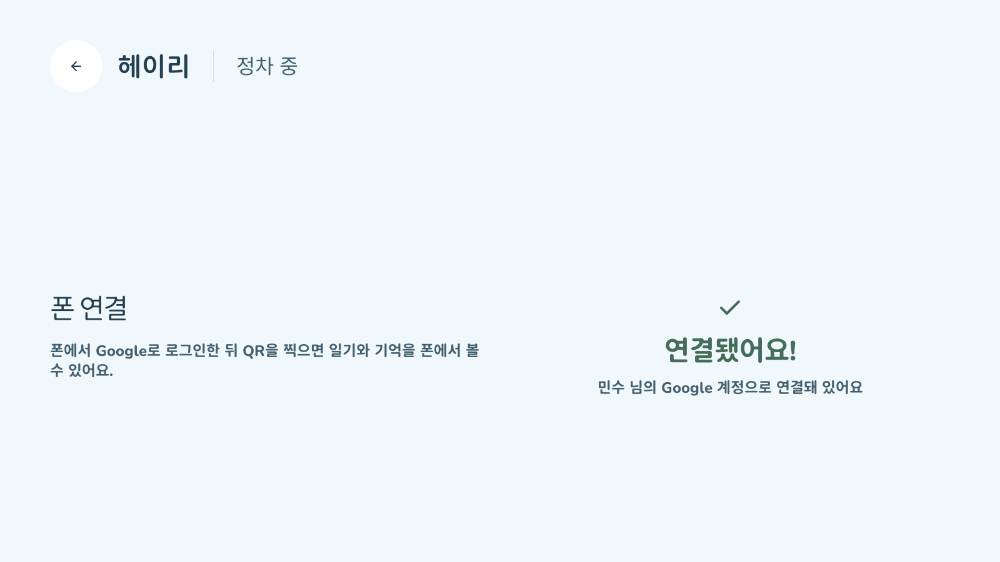 헤이리
정차 중
폰 연결
폰에서 Google로 로그인한 뒤 QR을 찍으면 일기와 기억을 폰에서 볼
수 있어요.
연결됐어요!
민수 님의 Google 계정으로 연결돼 있어요